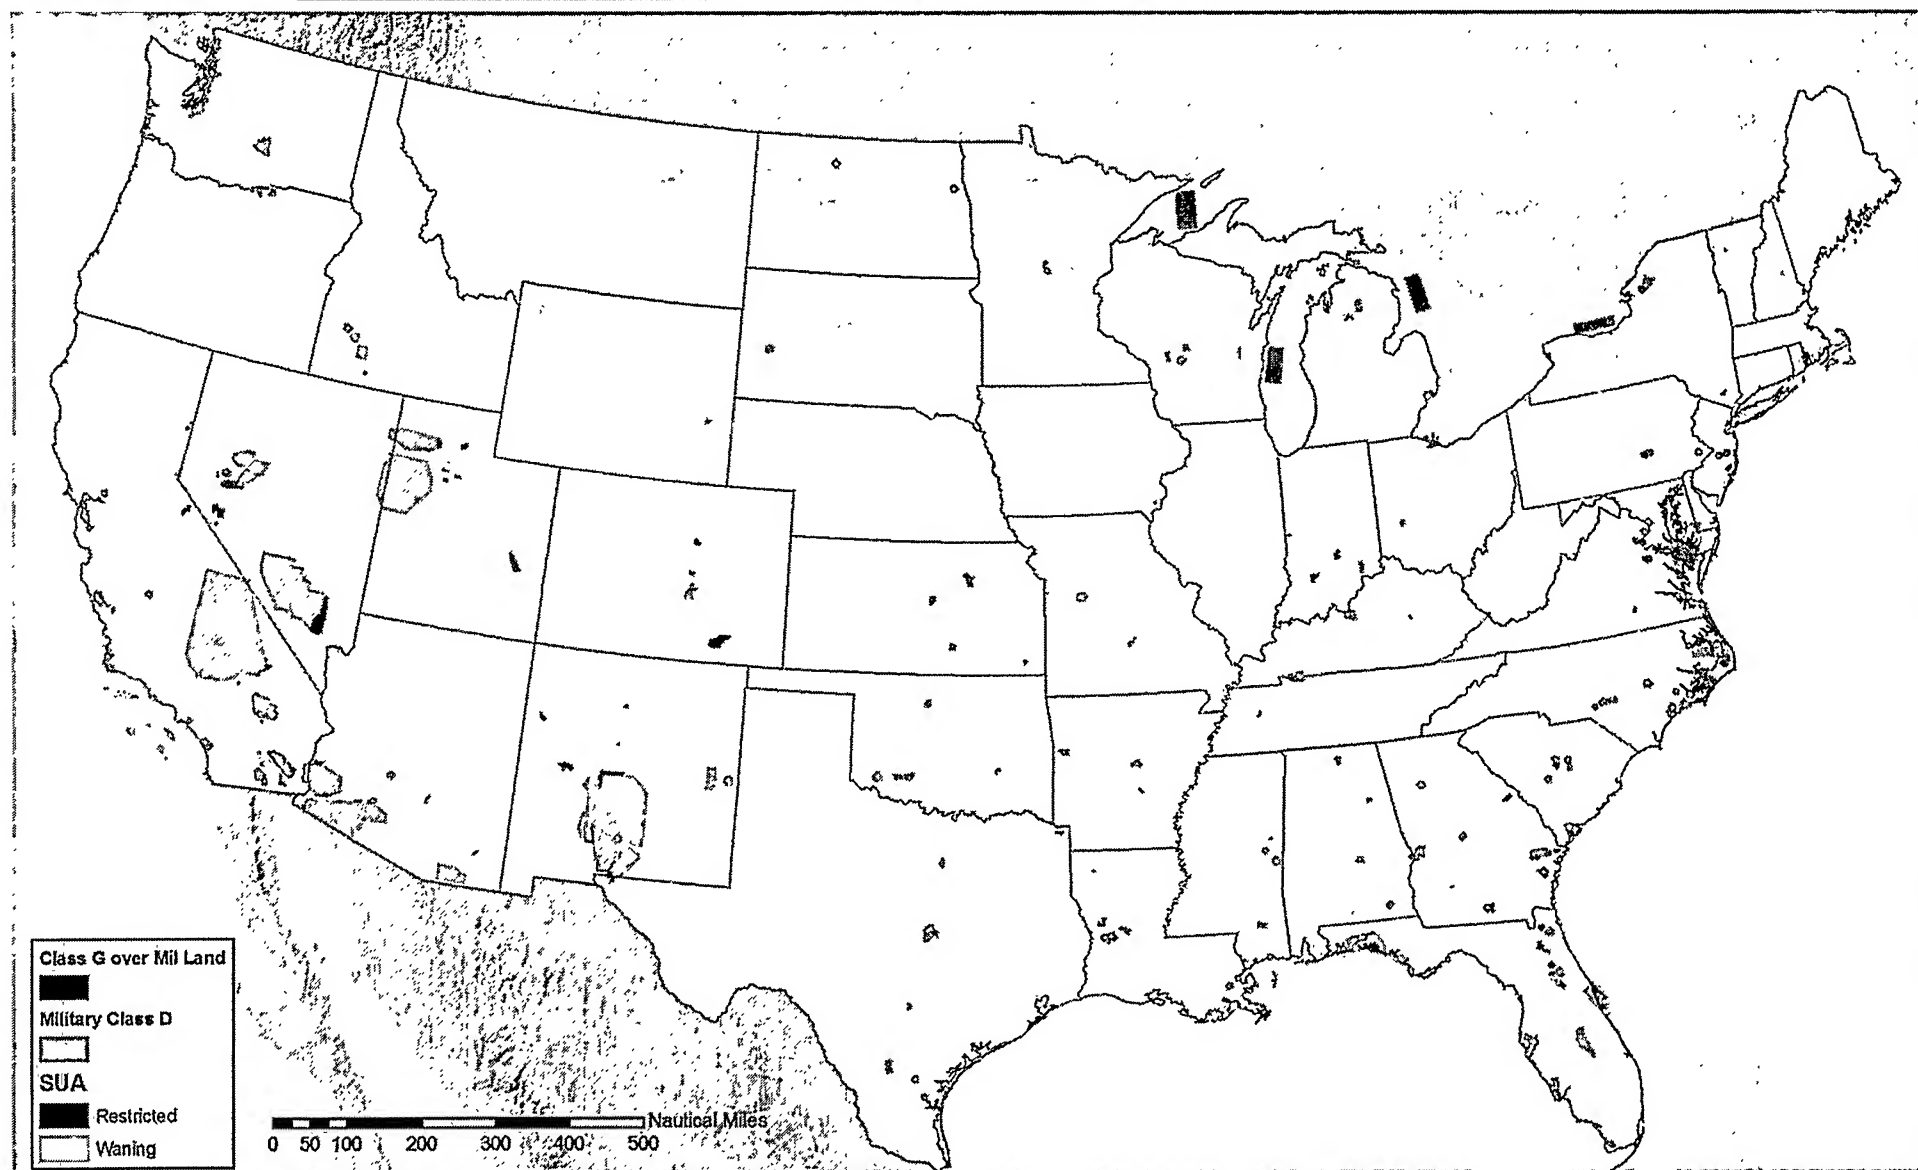 Class G over Mil Land
Military Class D
SUA
Restricted
Waning
Nautical Miles
0 50 100 200 300 400 500